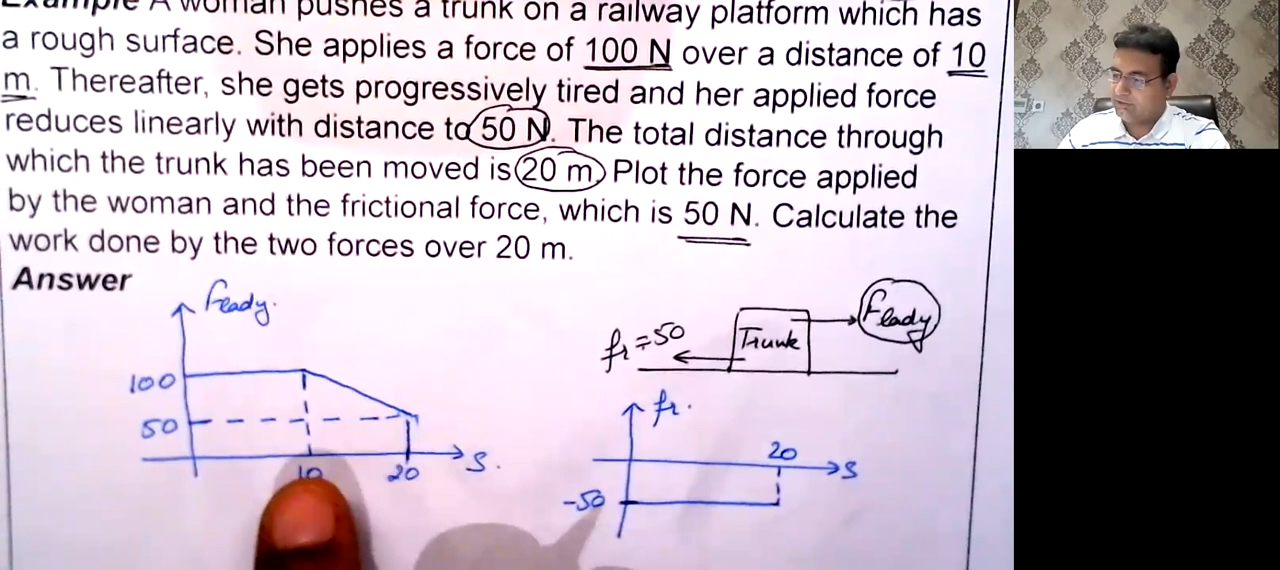 Example A woman pushes a trunk on a railway platform which has
a rough surface. She applies a force of 100 N over a distance of 10
m. Thereafter, she gets progressively tired and her applied force
reduces linearly with distance to 50 N. The total distance through
which the trunk has been moved is 20 m. Plot the force applied
by the woman and the frictional force, which is 50 N. Calculate the
work done by the two forces over 20 m.
Answer
Flady.
100
50
10
20
S.
fr=50
Trunk
Flady
fr.
20
S
-50